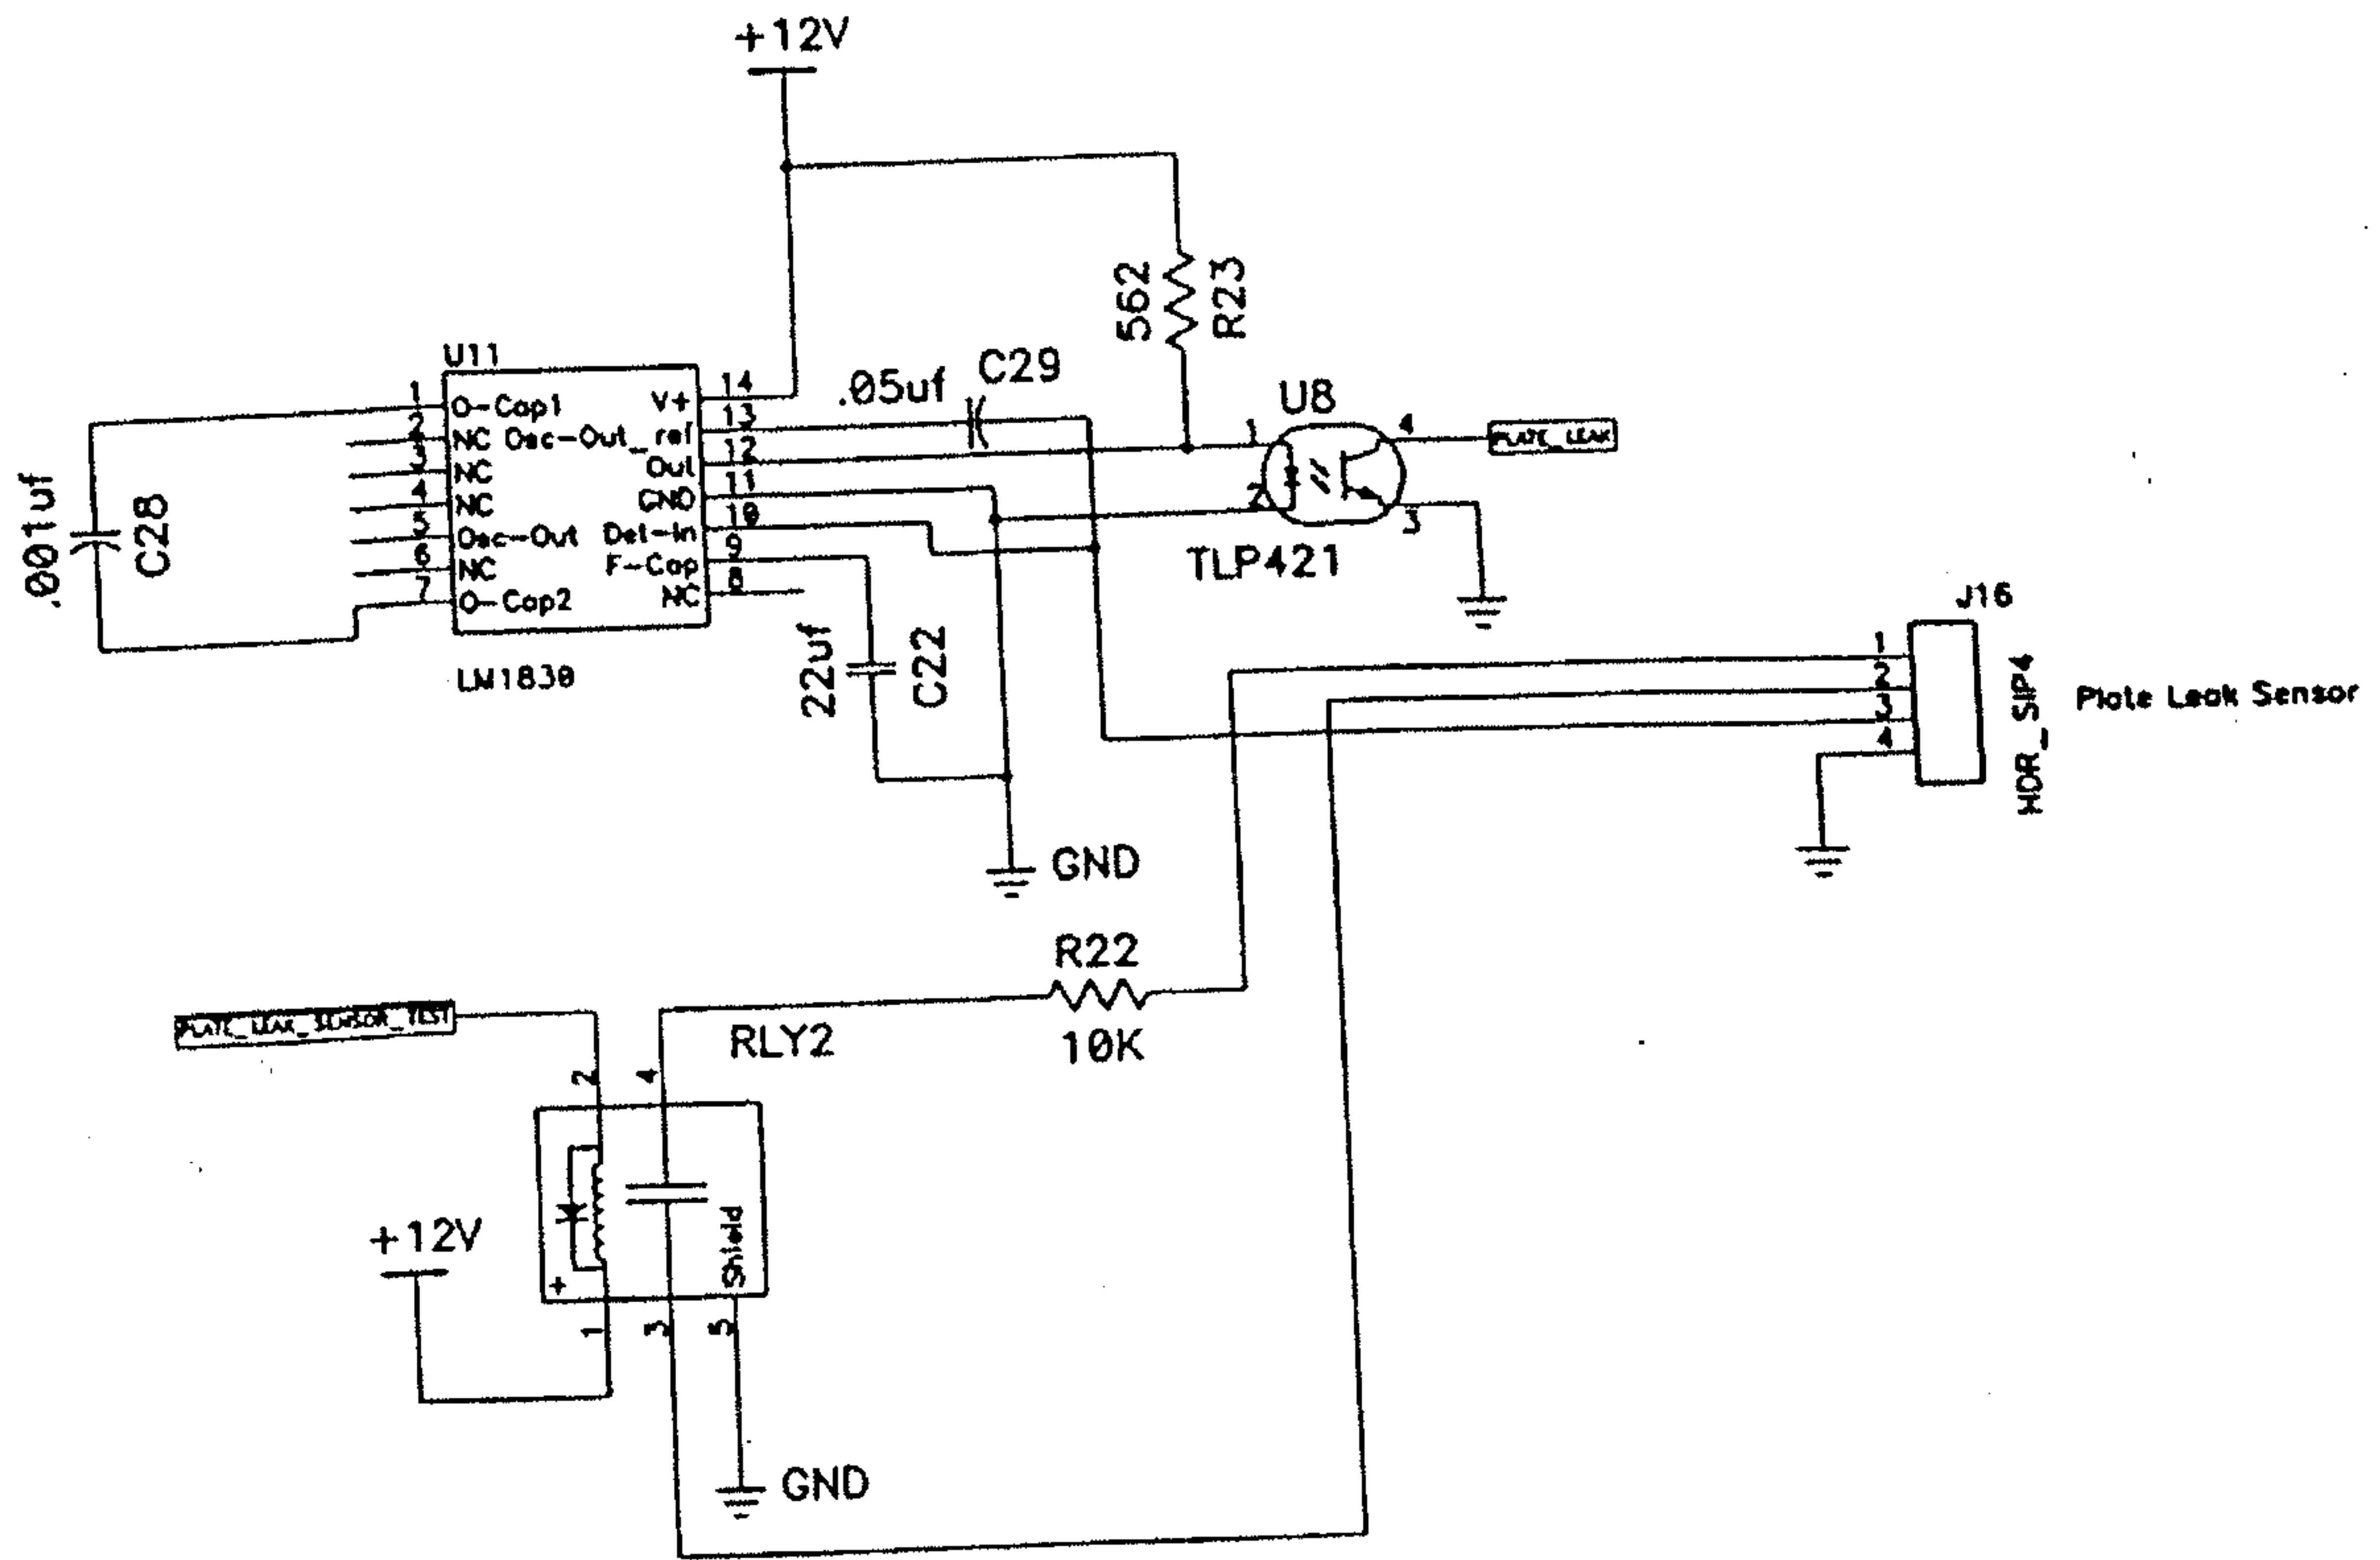 +12V
562
R23
U11
.05uf
C29
U8
1
O-Cap1
V+
14
2
NC
Osc-Out_ref
13
3
NC
Out
12
4
NC
GND
11
5
Osc-Out
Det-In
10
6
NC
F-Cap
9
7
O-Cap2
NC
8
LM1830
.001uf
C28
1
2
4
3
PLATE_LEAK
TLP421
22uf
C22
GND
J16
1
2
3
4
HDR_SIP4
Plate Leak Sensor
R22
10K
PLATE_LEAK_SENSOR_TEST
RLY2
2
4
+12V
+
Shield
1
3
5
GND